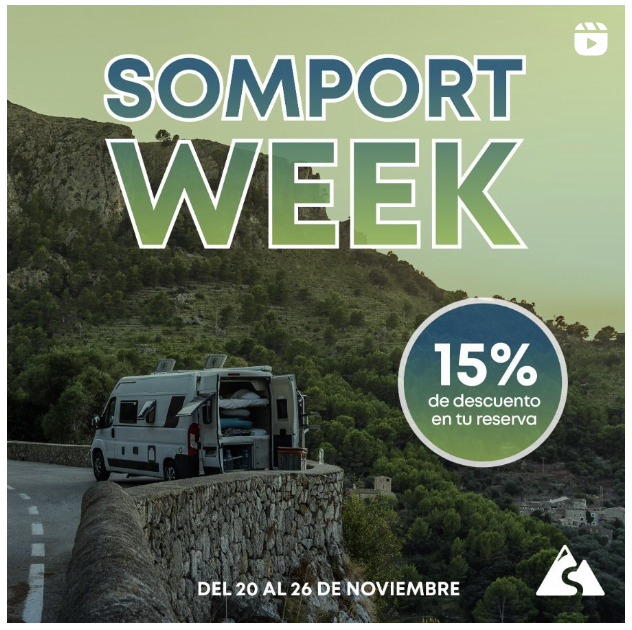 SOMPORT
WEEK
15%
de descuento
en tu reserva
DEL 20 AL 26 DE NOVIEMBRE